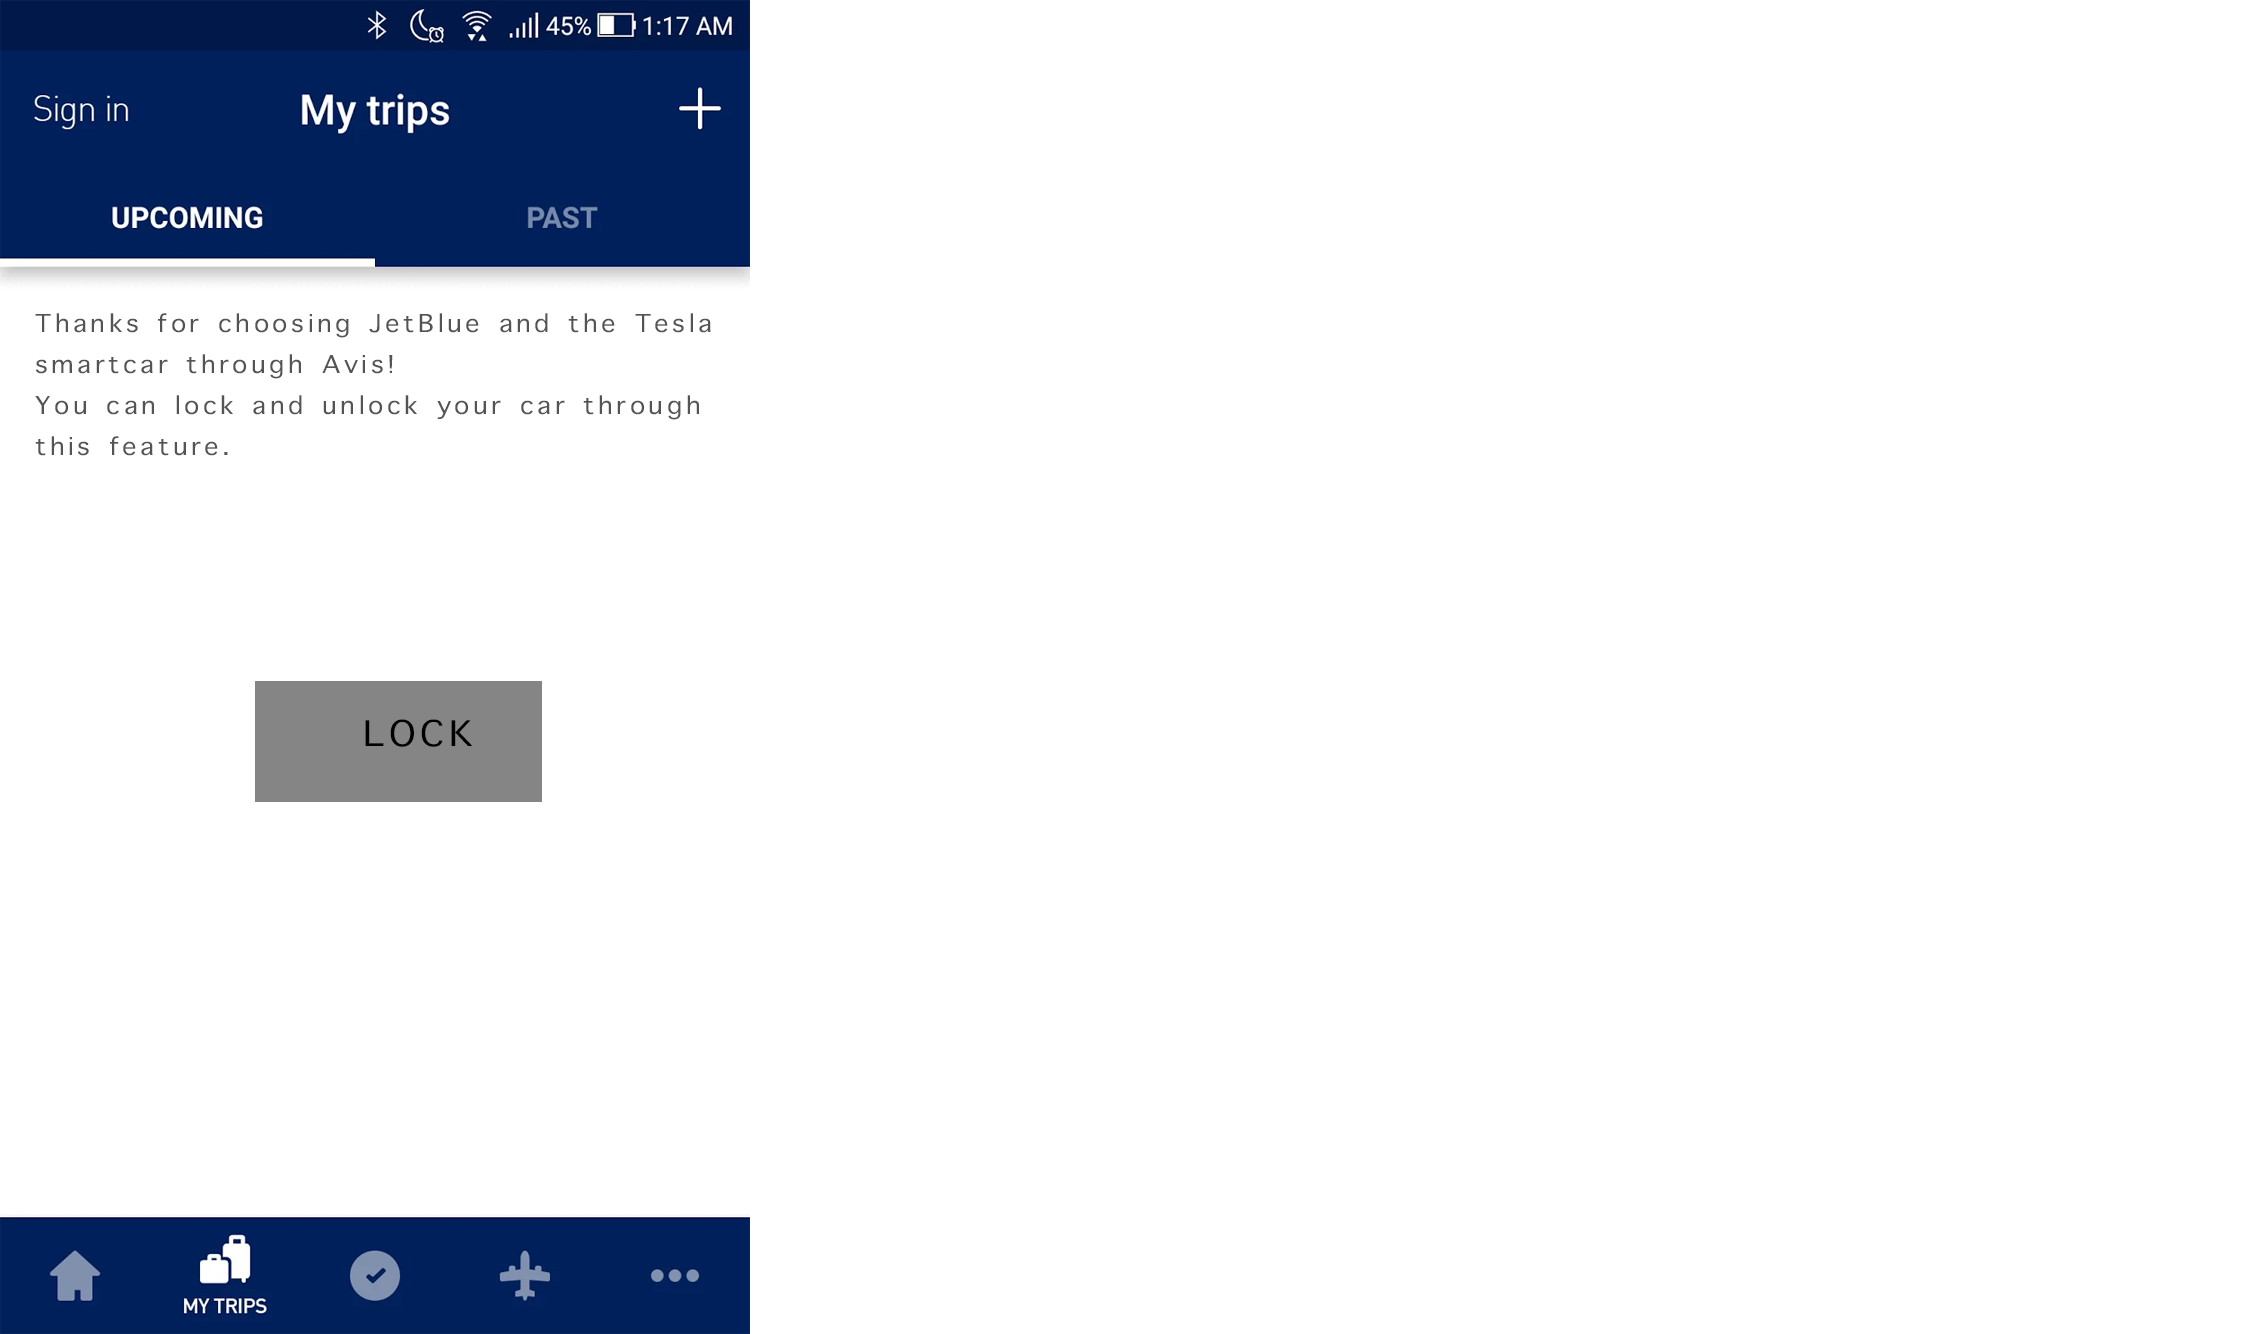 45% 1:17 AM
Sign in My trips
UPCOMING PAST
Thanks for choosing JetBlue and the Tesla
smartcar through Avis!
You can lock and unlock your car through
this feature.
LOCK
MY TRIPS